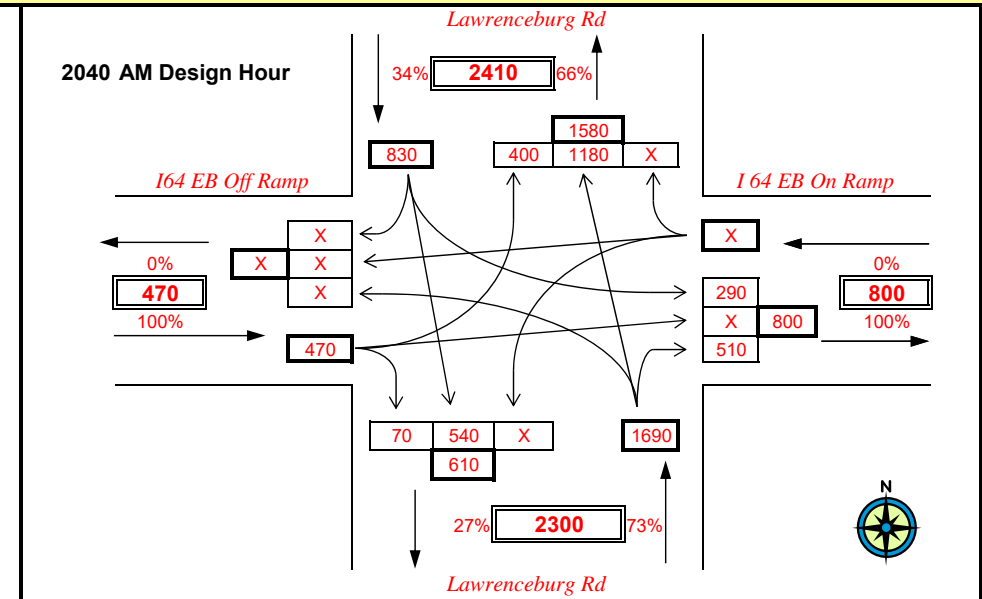 Lawrenceburg Rd
2040 AM Design Hour
34% 2410 66%
1580
830 400 1180 X
I64 EB Off Ramp I 64 EB On Ramp
X X
0% X X 0%
470 X 290 800
100% X 800 100%
470 510
70 540 X 1690
610
N
27% 2300 73%
Lawrenceburg Rd